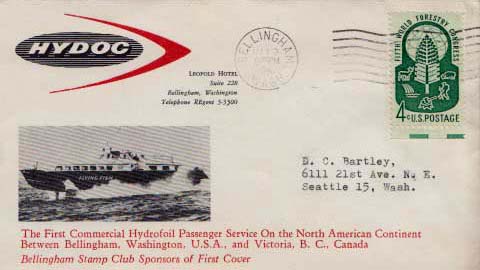 HYDOC
LEOPOLD HOTEL
Suite 220
Bellingham, Washington
Telephone REgent 3-3500
BELLINGHAM
FIFTH WORLD FORESTRY CONGRESS
4¢ U.S. POSTAGE
FLYING FISH
D. C. Bartley,
6111 21st Ave. N. E.
Seattle 15, Wash.
The First Commercial Hydrofoil Passenger Service On the North American Continent
Between Bellingham, Washington, U.S.A., and Victoria, B. C., Canada
Bellingham Stamp Club Sponsors of First Cover